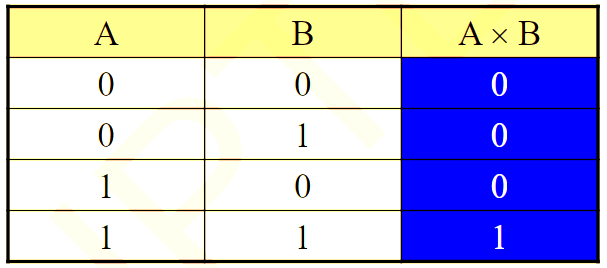 A B A × B
0 0 0
0 1 0
1 0 0
1 1 1